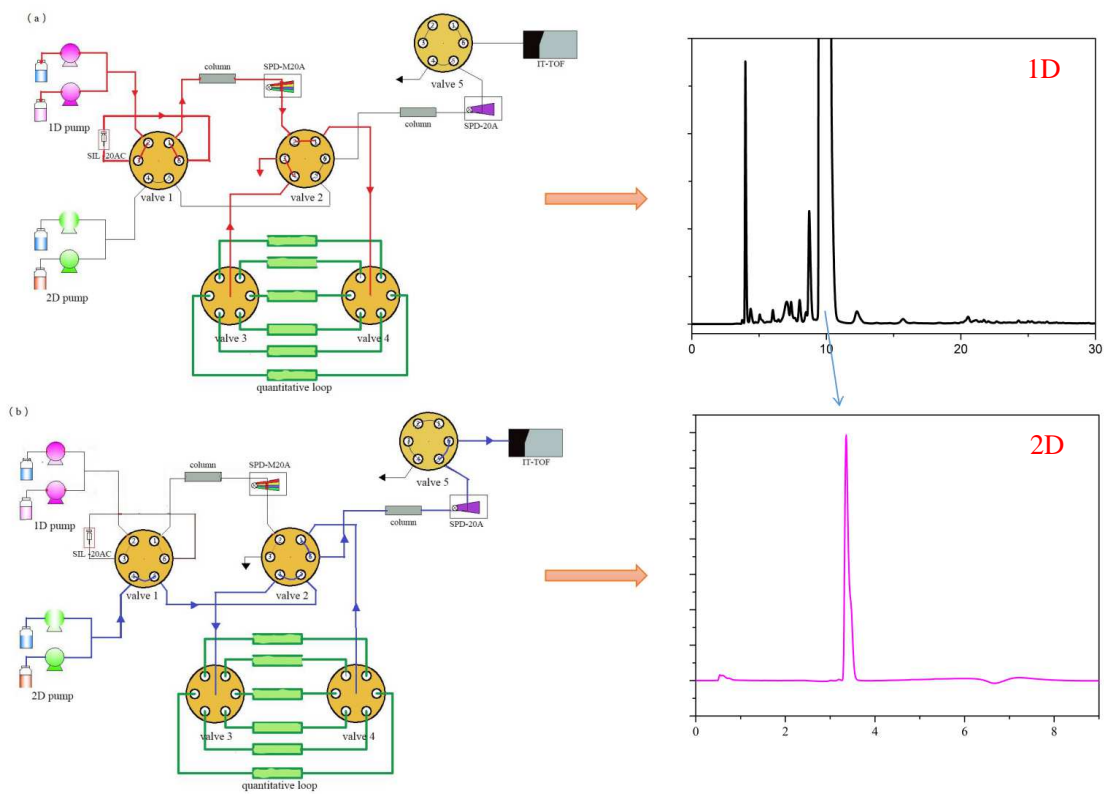 (a)
1D pump
SIL-20AC
column
SPD-M20A
valve 1
valve 2
column
SPD-20A
valve 5
IT-TOF
2D pump
valve 3
valve 4
quantitative loop
1D
0
10
20
30
(b)
1D pump
SIL-20AC
column
SPD-M20A
valve 1
valve 2
column
SPD-20A
valve 5
IT-TOF
2D pump
valve 3
valve 4
quantitative loop
2D
0
2
4
6
8